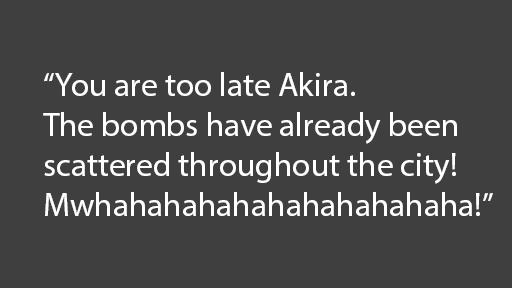 “You are too late Akira.
The bombs have already been
scattered throughout the city!
Mwhahahahahahahahahahaha!”